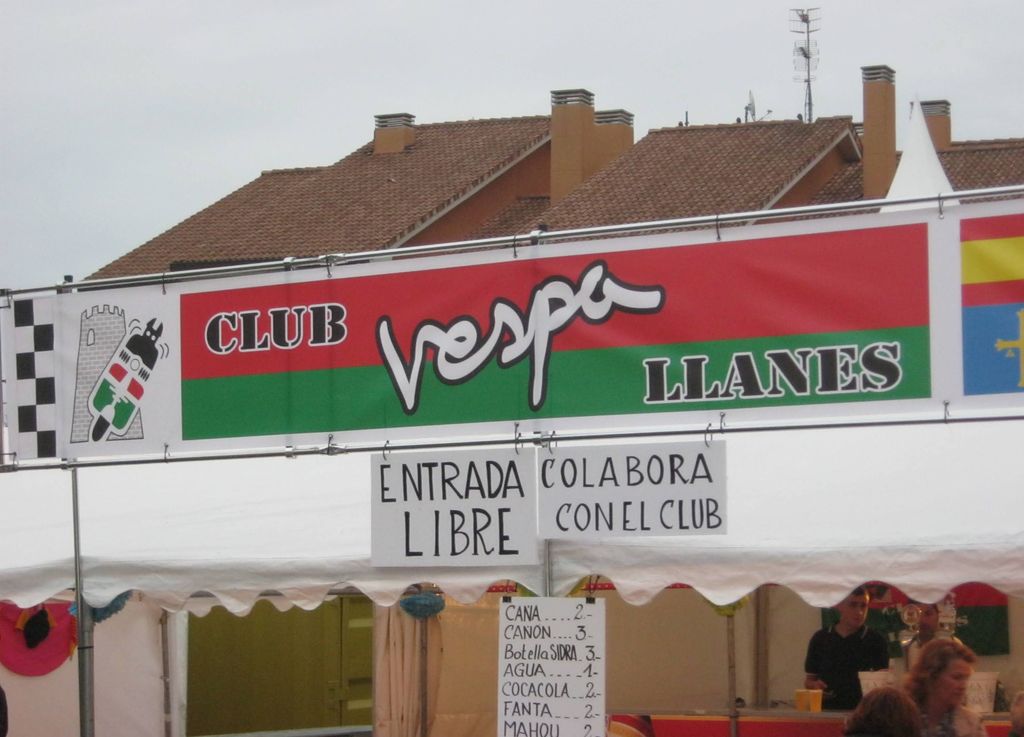 CLUB
vespa
LLANES
ENTRADA
LIBRE
COLABORA
CON EL CLUB
CAÑA....2.-
CAÑON....3.-
Botella SIDRA.3.-
AGUA....1-
COCACOLA..2.-
FANTA...2.-
MAHOU 2.